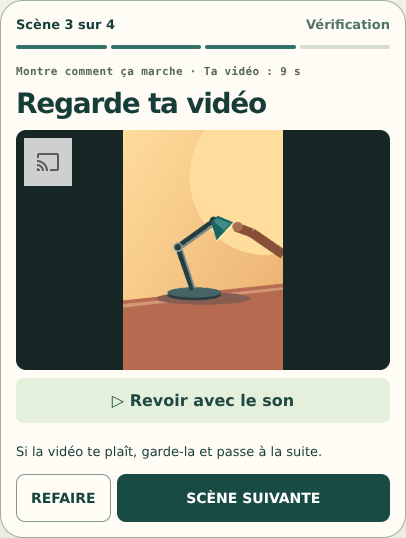 Scène 3 sur 4
Vérification
Montre comment ça marche · Ta vidéo : 9 s
Regarde ta vidéo
▷ Revoir avec le son
Si la vidéo te plaît, garde-la et passe à la suite.
REFAIRE
SCÈNE SUIVANTE